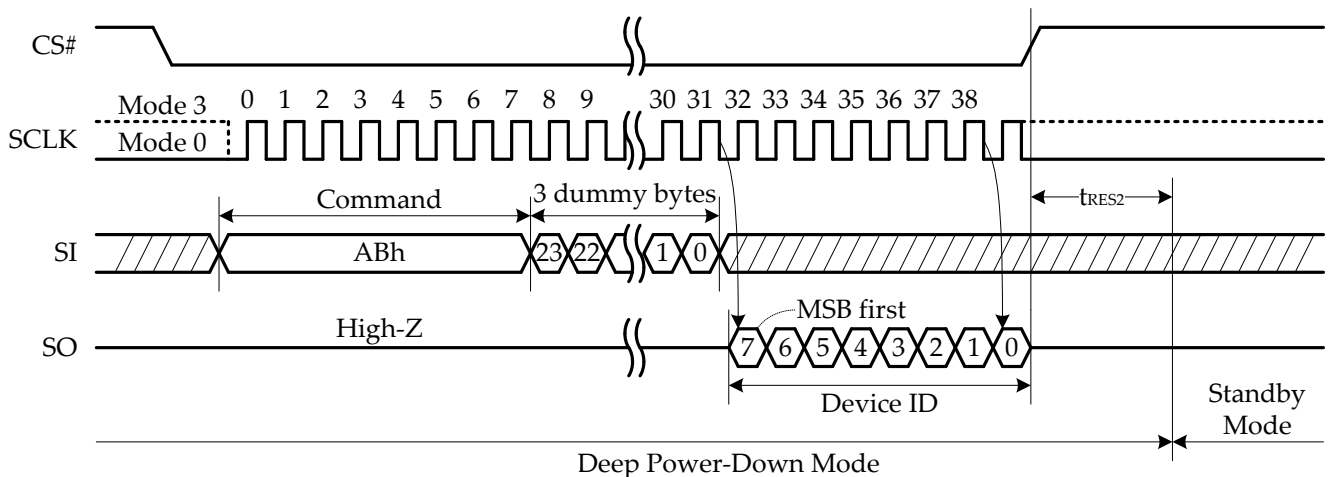 CS#
Mode 3 0 1 2 3 4 5 6 7 8 9 30 31 32 33 34 35 36 37 38
SCLK Mode 0
Command 3 dummy bytes tRES2
SI ABh 23 22 1 0
MSB first
High-Z
SO 7 6 5 4 3 2 1 0
Device ID
Standby
Mode
Deep Power-Down Mode